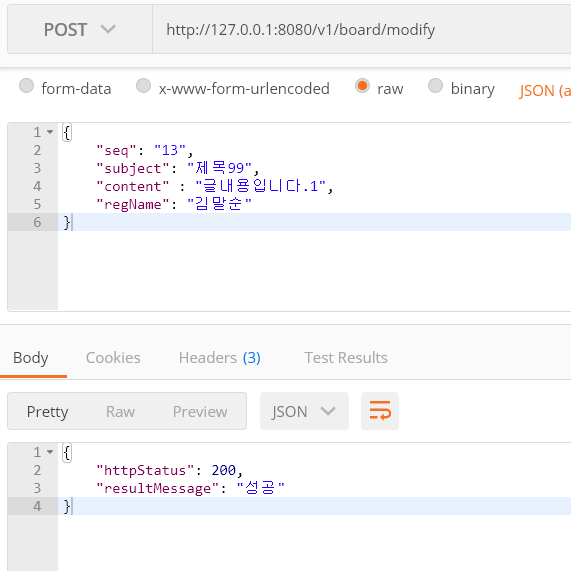 POST http://127.0.0.1:8080/v1/board/modify
form-data x-www-form-urlencoded raw binary JSON (a
1 {
2 "seq": "13",
3 "subject": "제목99",
4 "content" : "글내용입니다.1",
5 "regName": "김말순"
6 }
Body Cookies Headers (3) Test Results
Pretty Raw Preview JSON
1 {
2 "httpStatus": 200,
3 "resultMessage": "성공"
4 }